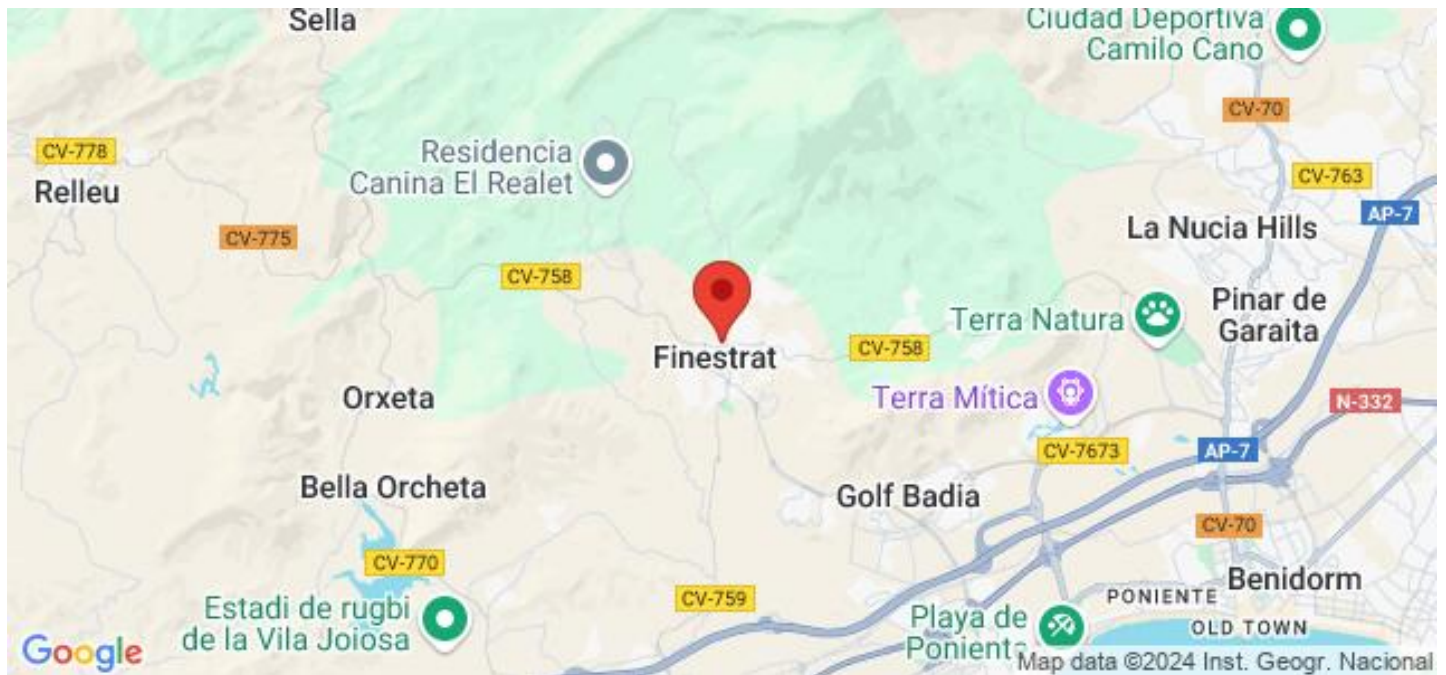 Sella
Ciudad Deportiva
Camilo Cano
CV-70
CV-778
Residencia
Canina El Realet
CV-763
Relleu
AP-7
CV-775
La Nucia Hills
CV-758
Terra Natura
Pinar de
Garaita
Finestrat
CV-758
Orxeta
Terra Mítica
N-332
CV-7673
AP-7
Bella Orcheta
Golf Badia
CV-70
CV-770
Benidorm
CV-759
PONIENTE
Estadi de rugbi
de la Vila Joiosa
Playa de
Poniente
OLD TOWN
Google
Map data ©2024 Inst. Geogr. Nacional